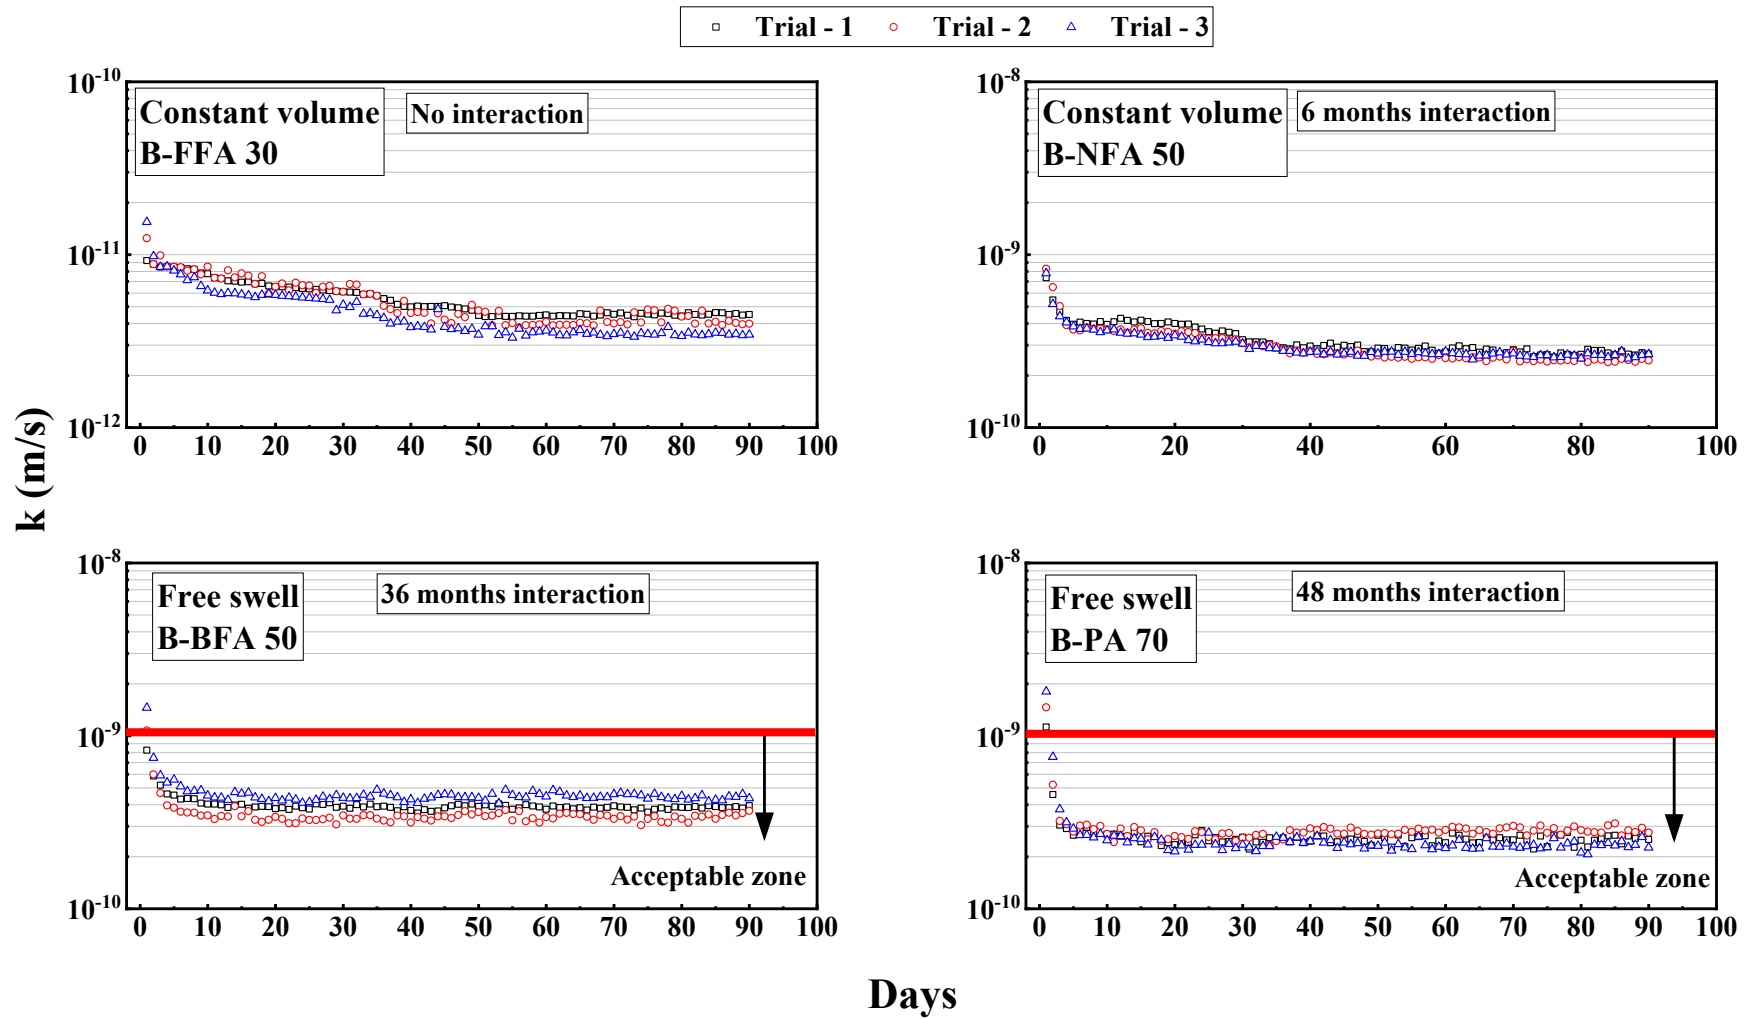 Trial - 1 Trial - 2 Trial - 3
10⁻¹⁰
Constant volume
B-FFA 30
No interaction
10⁻¹¹
10⁻¹²
0 10 20 30 40 50 60 70 80 90 100
10⁻⁸
Constant volume
B-NFA 50
6 months interaction
10⁻⁹
10⁻¹⁰
0 20 40 60 80 100
k (m/s)
10⁻⁸
Free swell
B-BFA 50
36 months interaction
10⁻⁹
Acceptable zone
10⁻¹⁰
0 10 20 30 40 50 60 70 80 90 100
10⁻⁸
Free swell
B-PA 70
48 months interaction
10⁻⁹
Acceptable zone
10⁻¹⁰
0 10 20 30 40 50 60 70 80 90 100
Days